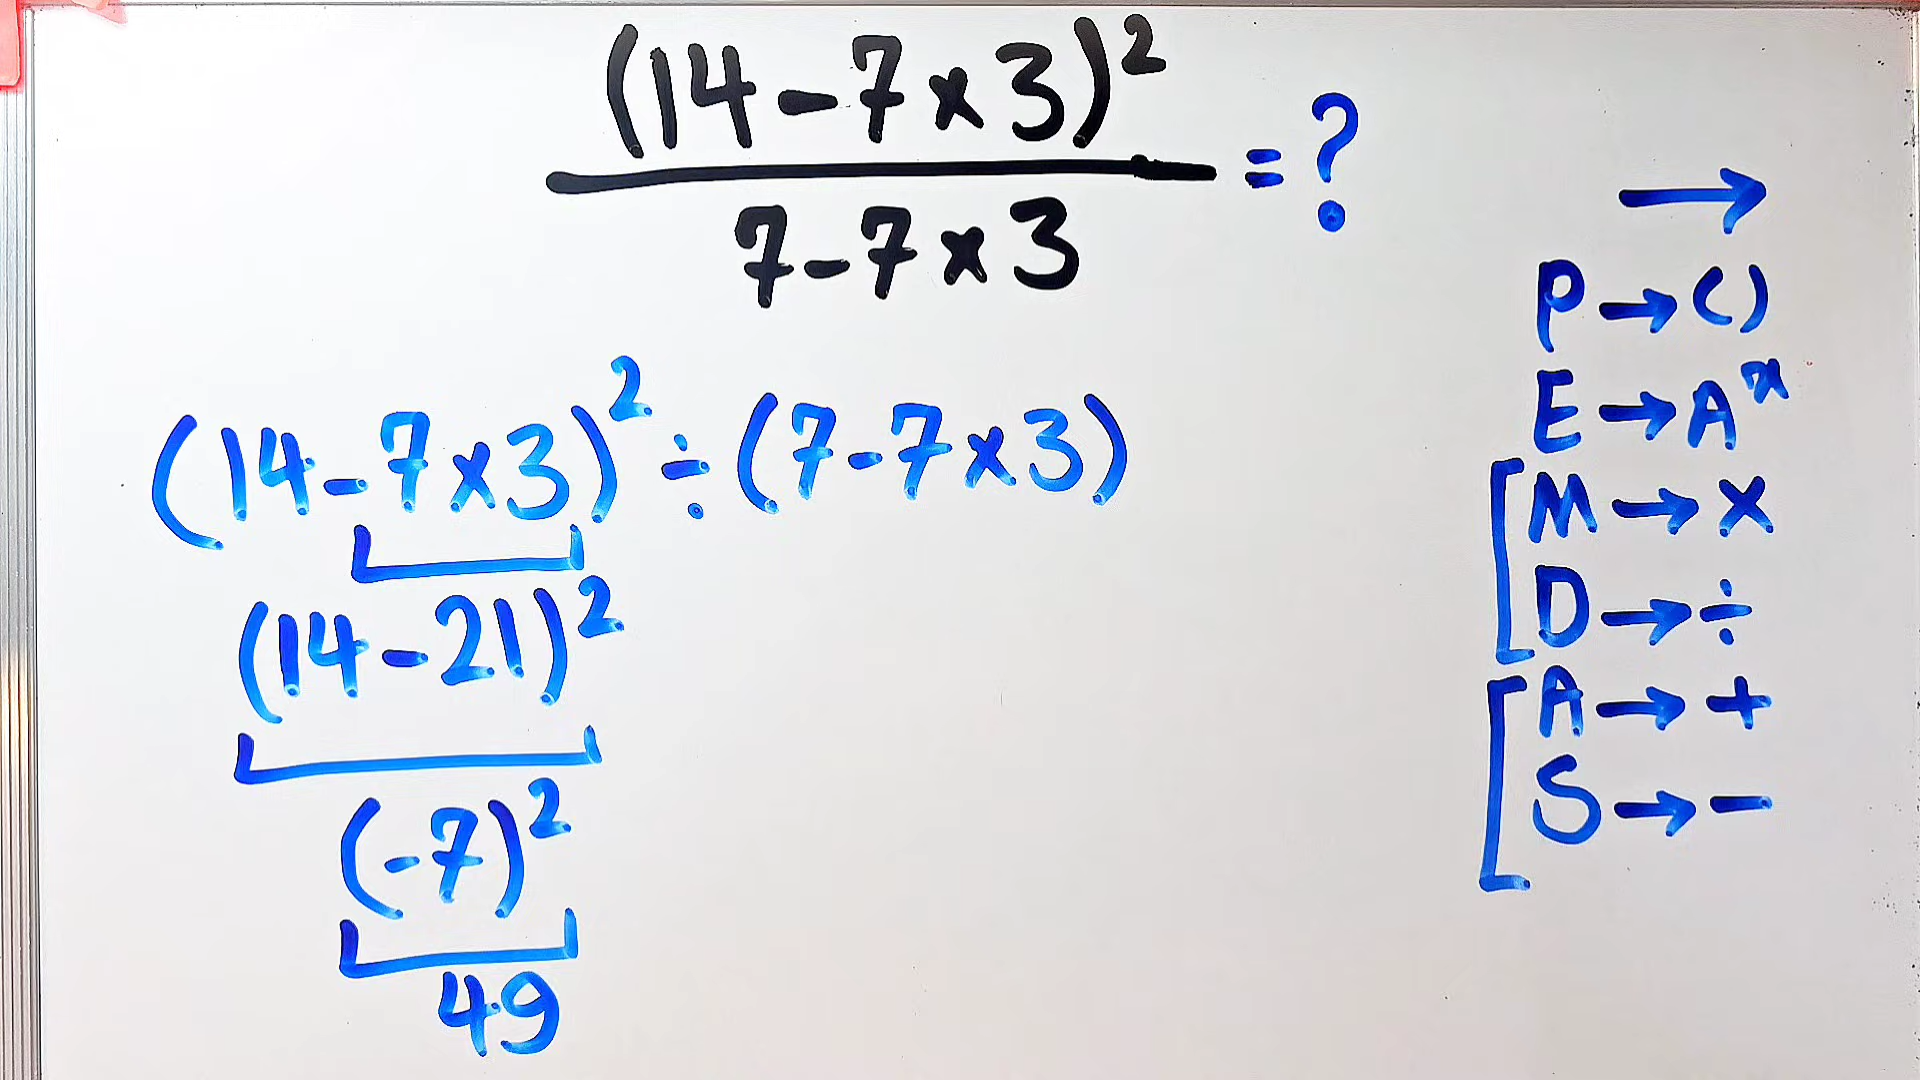 (14-7×3)²
= ?
7-7×3
→
P→()
E→Aˣ
M→×
D→÷
A→+
S→-
(14-7×3)²÷(7-7×3)
(14-21)²
(-7)²
49